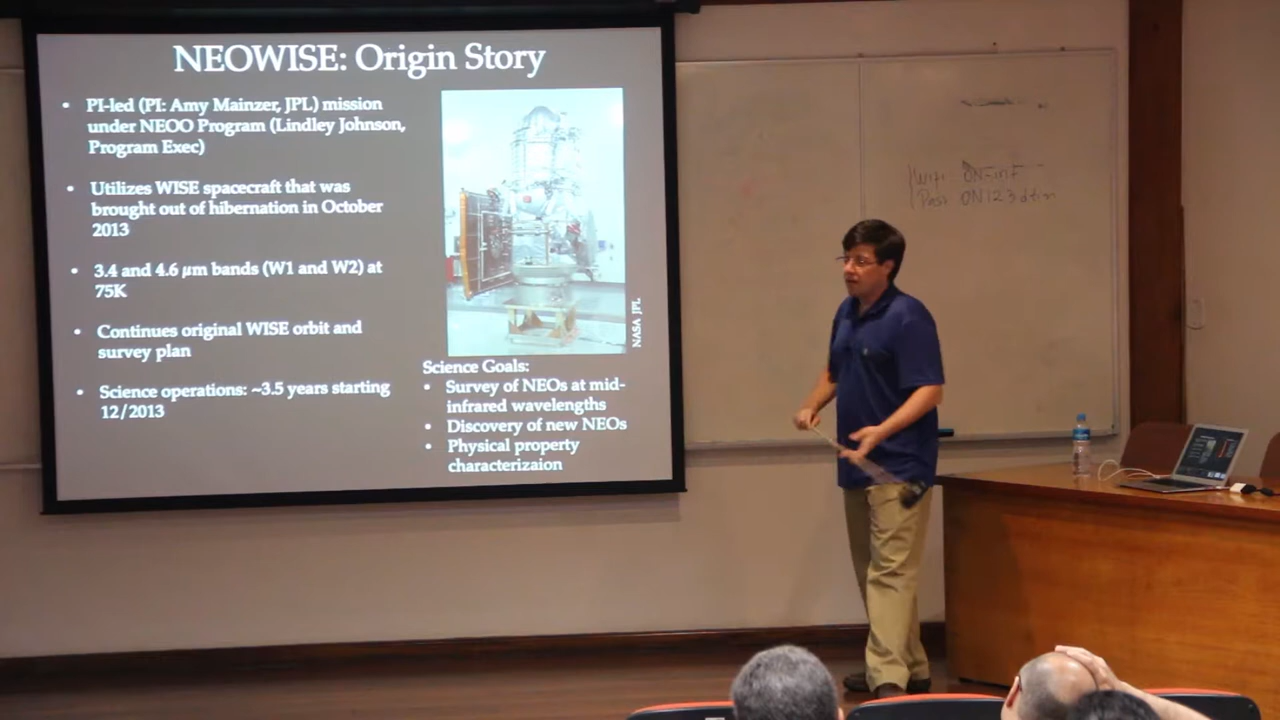 NEOWISE: Origin Story
• PI-led (PI: Amy Mainzer, JPL) mission
under NEOO Program (Lindley Johnson,
Program Exec)
• Utilizes WISE spacecraft that was
brought out of hibernation in October
2013
• 3.4 and 4.6 µm bands (W1 and W2) at
75K
• Continues original WISE orbit and
survey plan
• Science operations: ~3.5 years starting
12/2013
NASA JPL
Science Goals:
• Survey of NEOs at mid-
infrared wavelengths
• Discovery of new NEOs
• Physical property
characterizaion
Wifi
Pass